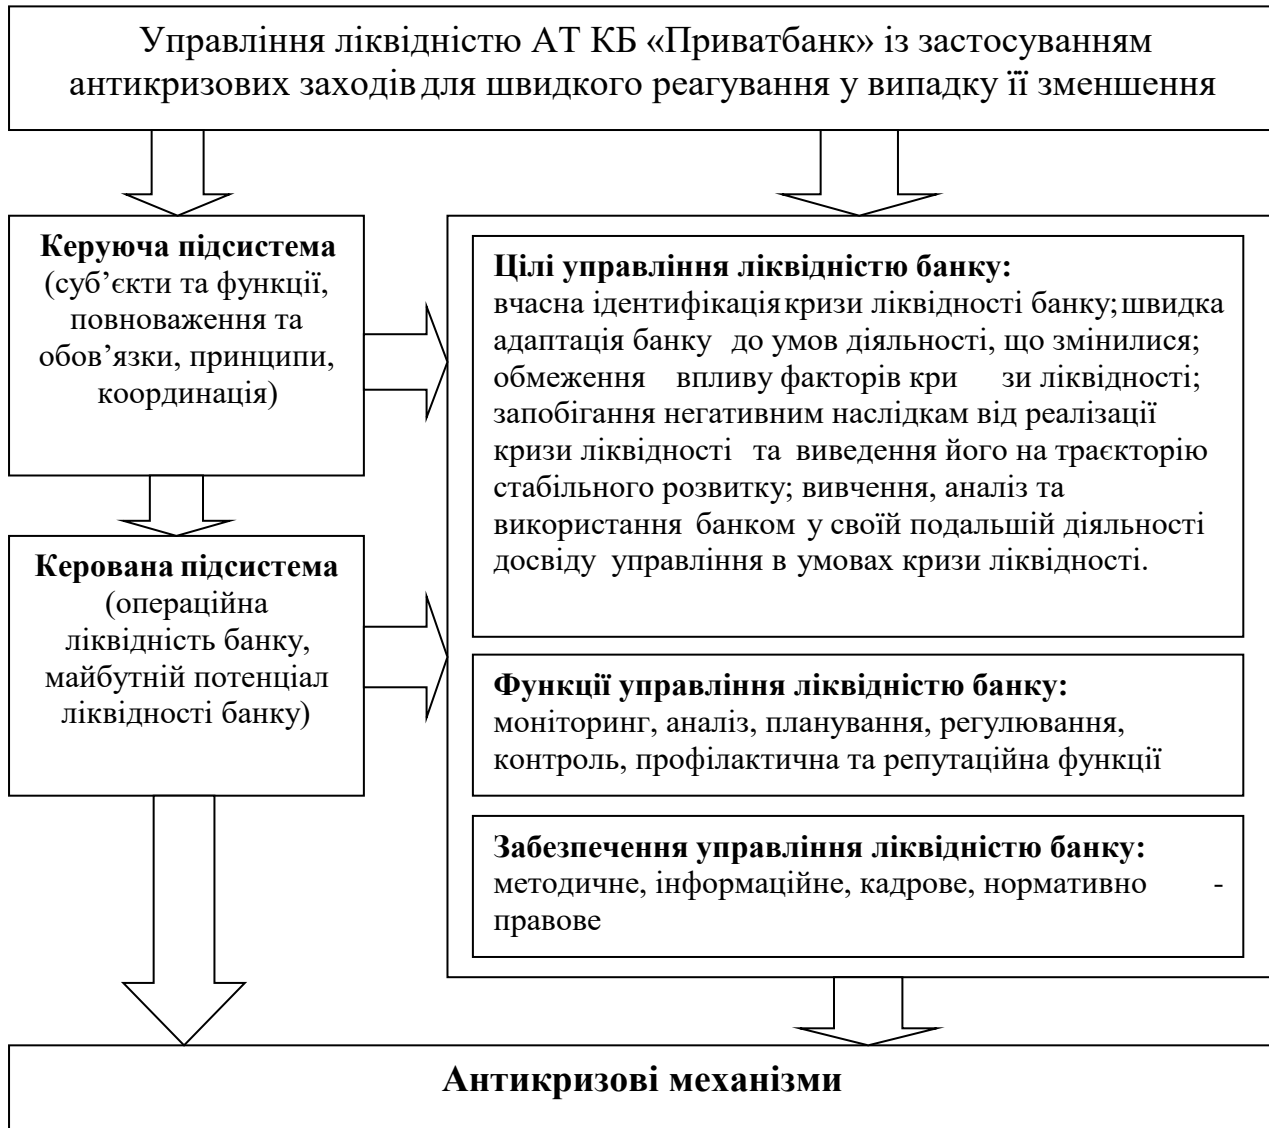 Управління ліквідністю АТ КБ «Приватбанк» із застосуванням
антикризових заходів для швидкого реагування у випадку її зменшення
Керуюча підсистема
(суб’єкти та функції,
повноваження та
обов’язки, принципи,
координація)
Керована підсистема
(операційна
ліквідність банку,
майбутній потенціал
ліквідності банку)
Цілі управління ліквідністю банку:
вчасна ідентифікація кризи ліквідності банку; швидка
адаптація банку до умов діяльності, що змінилися;
обмеження впливу факторів кри зи ліквідності;
запобігання негативним наслідкам від реалізації
кризи ліквідності та виведення його на траєкторію
стабільного розвитку; вивчення, аналіз та
використання банком у своїй подальшій діяльності
досвіду управління в умовах кризи ліквідності.
Функції управління ліквідністю банку:
моніторинг, аналіз, планування, регулювання,
контроль, профілактична та репутаційна функції
Забезпечення управління ліквідністю банку:
методичне, інформаційне, кадрове, нормативно -
правове
Антикризові механізми